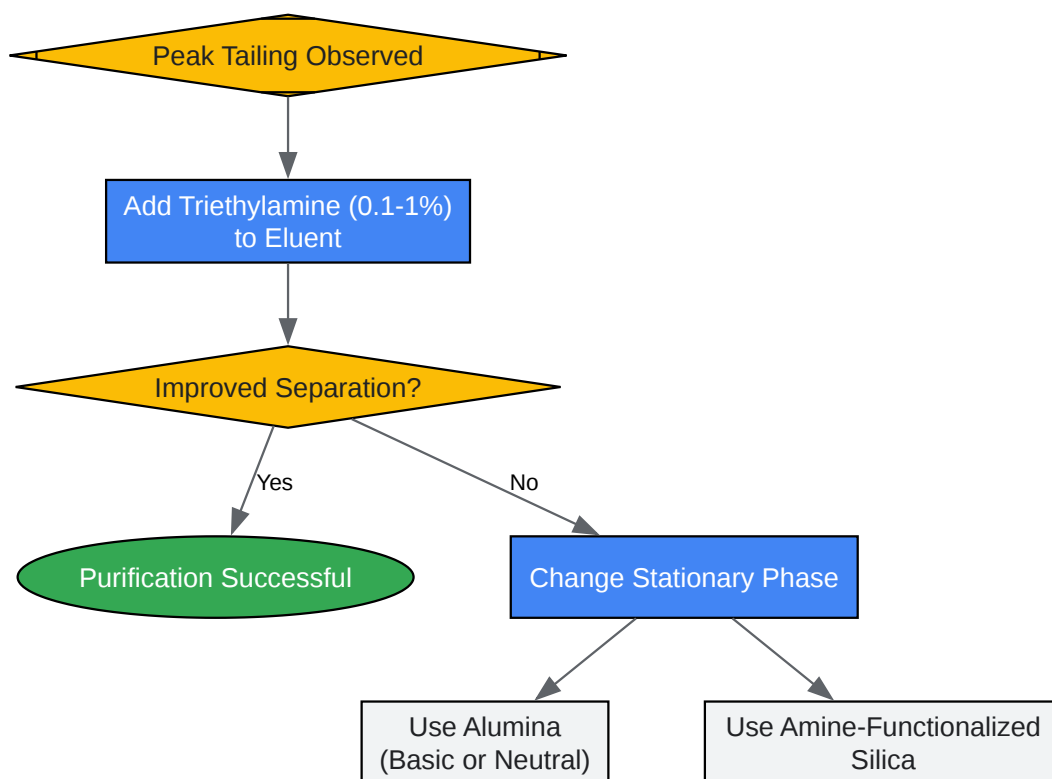 Peak Tailing Observed
Add Triethylamine (0.1-1%)
to Eluent
Improved Separation?
Yes
No
Purification Successful
Change Stationary Phase
Use Alumina
(Basic or Neutral)
Use Amine-Functionalized
Silica